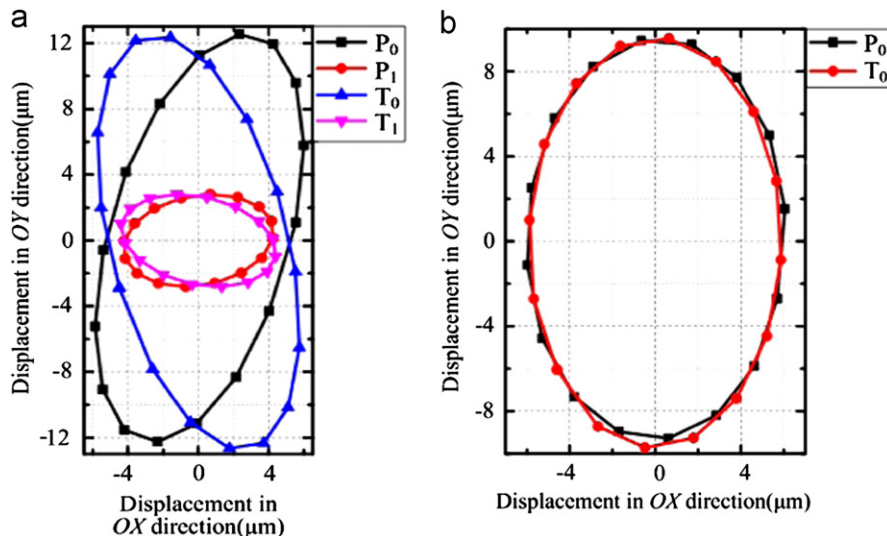 a
Displacement in OY direction(μm)
12
8
4
0
-4
-8
-12
-4
0
4
Displacement in
OX direction(μm)
P₀
P₁
T₀
T₁
b
Displacement in OY direction(μm)
8
4
0
-4
-8
-4
0
4
Displacement in OX direction(μm)
P₀
T₀